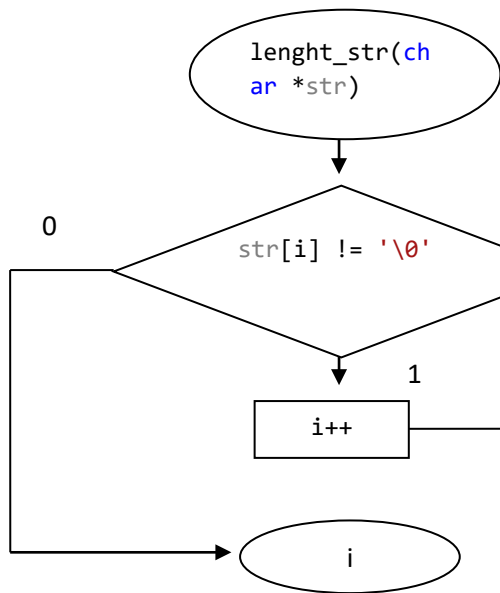 lenght_str(ch
ar *str)
0
str[i] != '\0'
1
i++
i